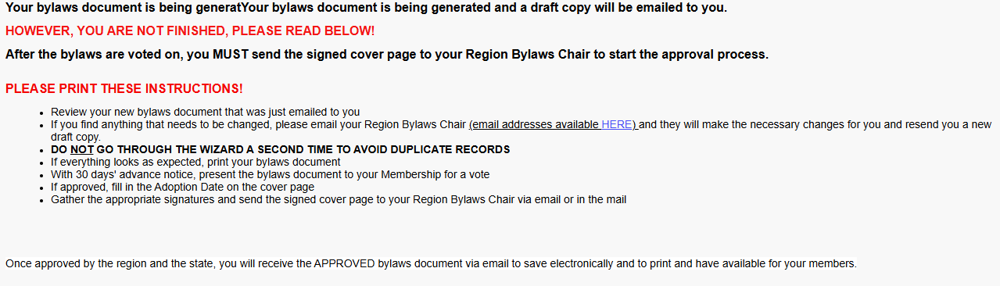 Your bylaws document is being generatYour bylaws document is being generated and a draft copy will be emailed to you.
HOWEVER, YOU ARE NOT FINISHED, PLEASE READ BELOW!
After the bylaws are voted on, you MUST send the signed cover page to your Region Bylaws Chair to start the approval process.
PLEASE PRINT THESE INSTRUCTIONS!
• Review your new bylaws document that was just emailed to you
• If you find anything that needs to be changed, please email your Region Bylaws Chair (email addresses available HERE) and they will make the necessary changes for you and resend you a new
draft copy.
• DO NOT GO THROUGH THE WIZARD A SECOND TIME TO AVOID DUPLICATE RECORDS
• If everything looks as expected, print your bylaws document
• With 30 days' advance notice, present the bylaws document to your Membership for a vote
• If approved, fill in the Adoption Date on the cover page
• Gather the appropriate signatures and send the signed cover page to your Region Bylaws Chair via email or in the mail
Once approved by the region and the state, you will receive the APPROVED bylaws document via email to save electronically and to print and have available for your members.